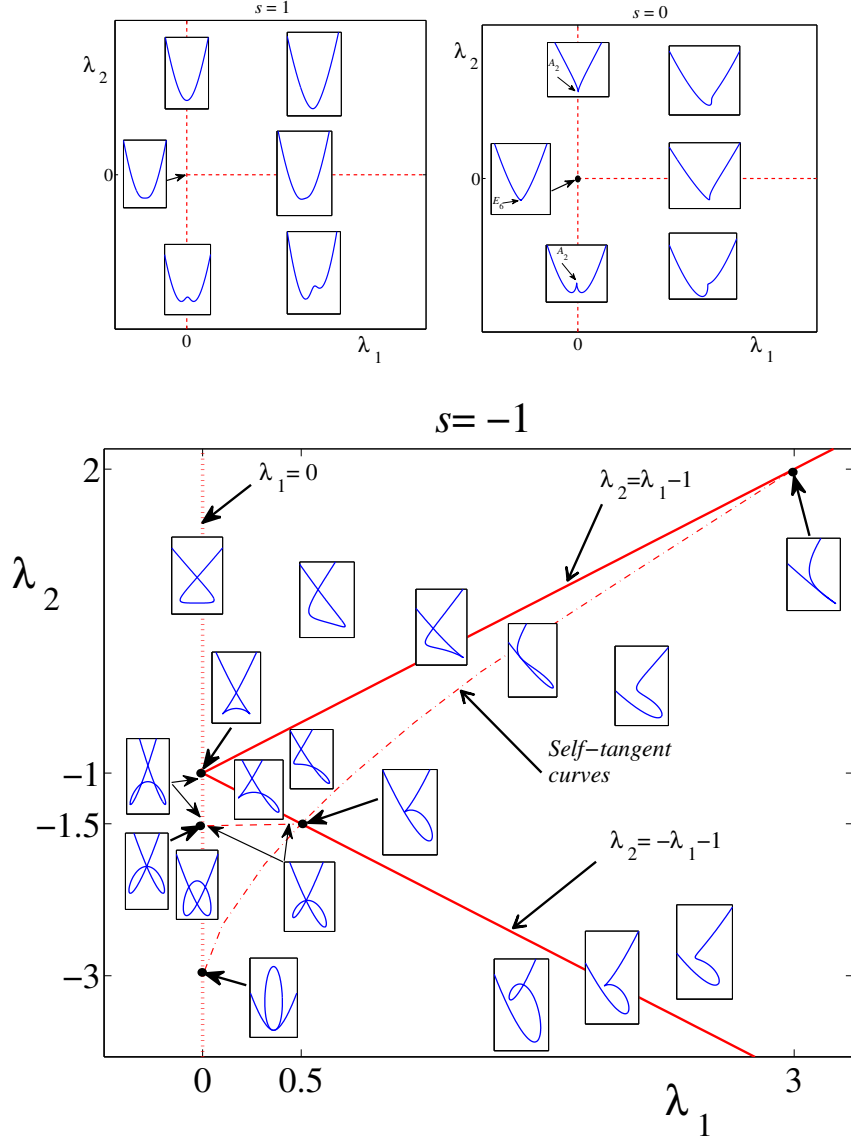 s = 1
λ₂
0
0
λ₁
s=0
λ₂
0
A₂
E₆
A₂
0
λ₁
s= −1
2
λ₁= 0
λ₂=λ₁−1
λ₂
−1
Self−tangent
curves
−1.5
λ₂=−λ₁−1
−3
0
0.5
3
λ₁